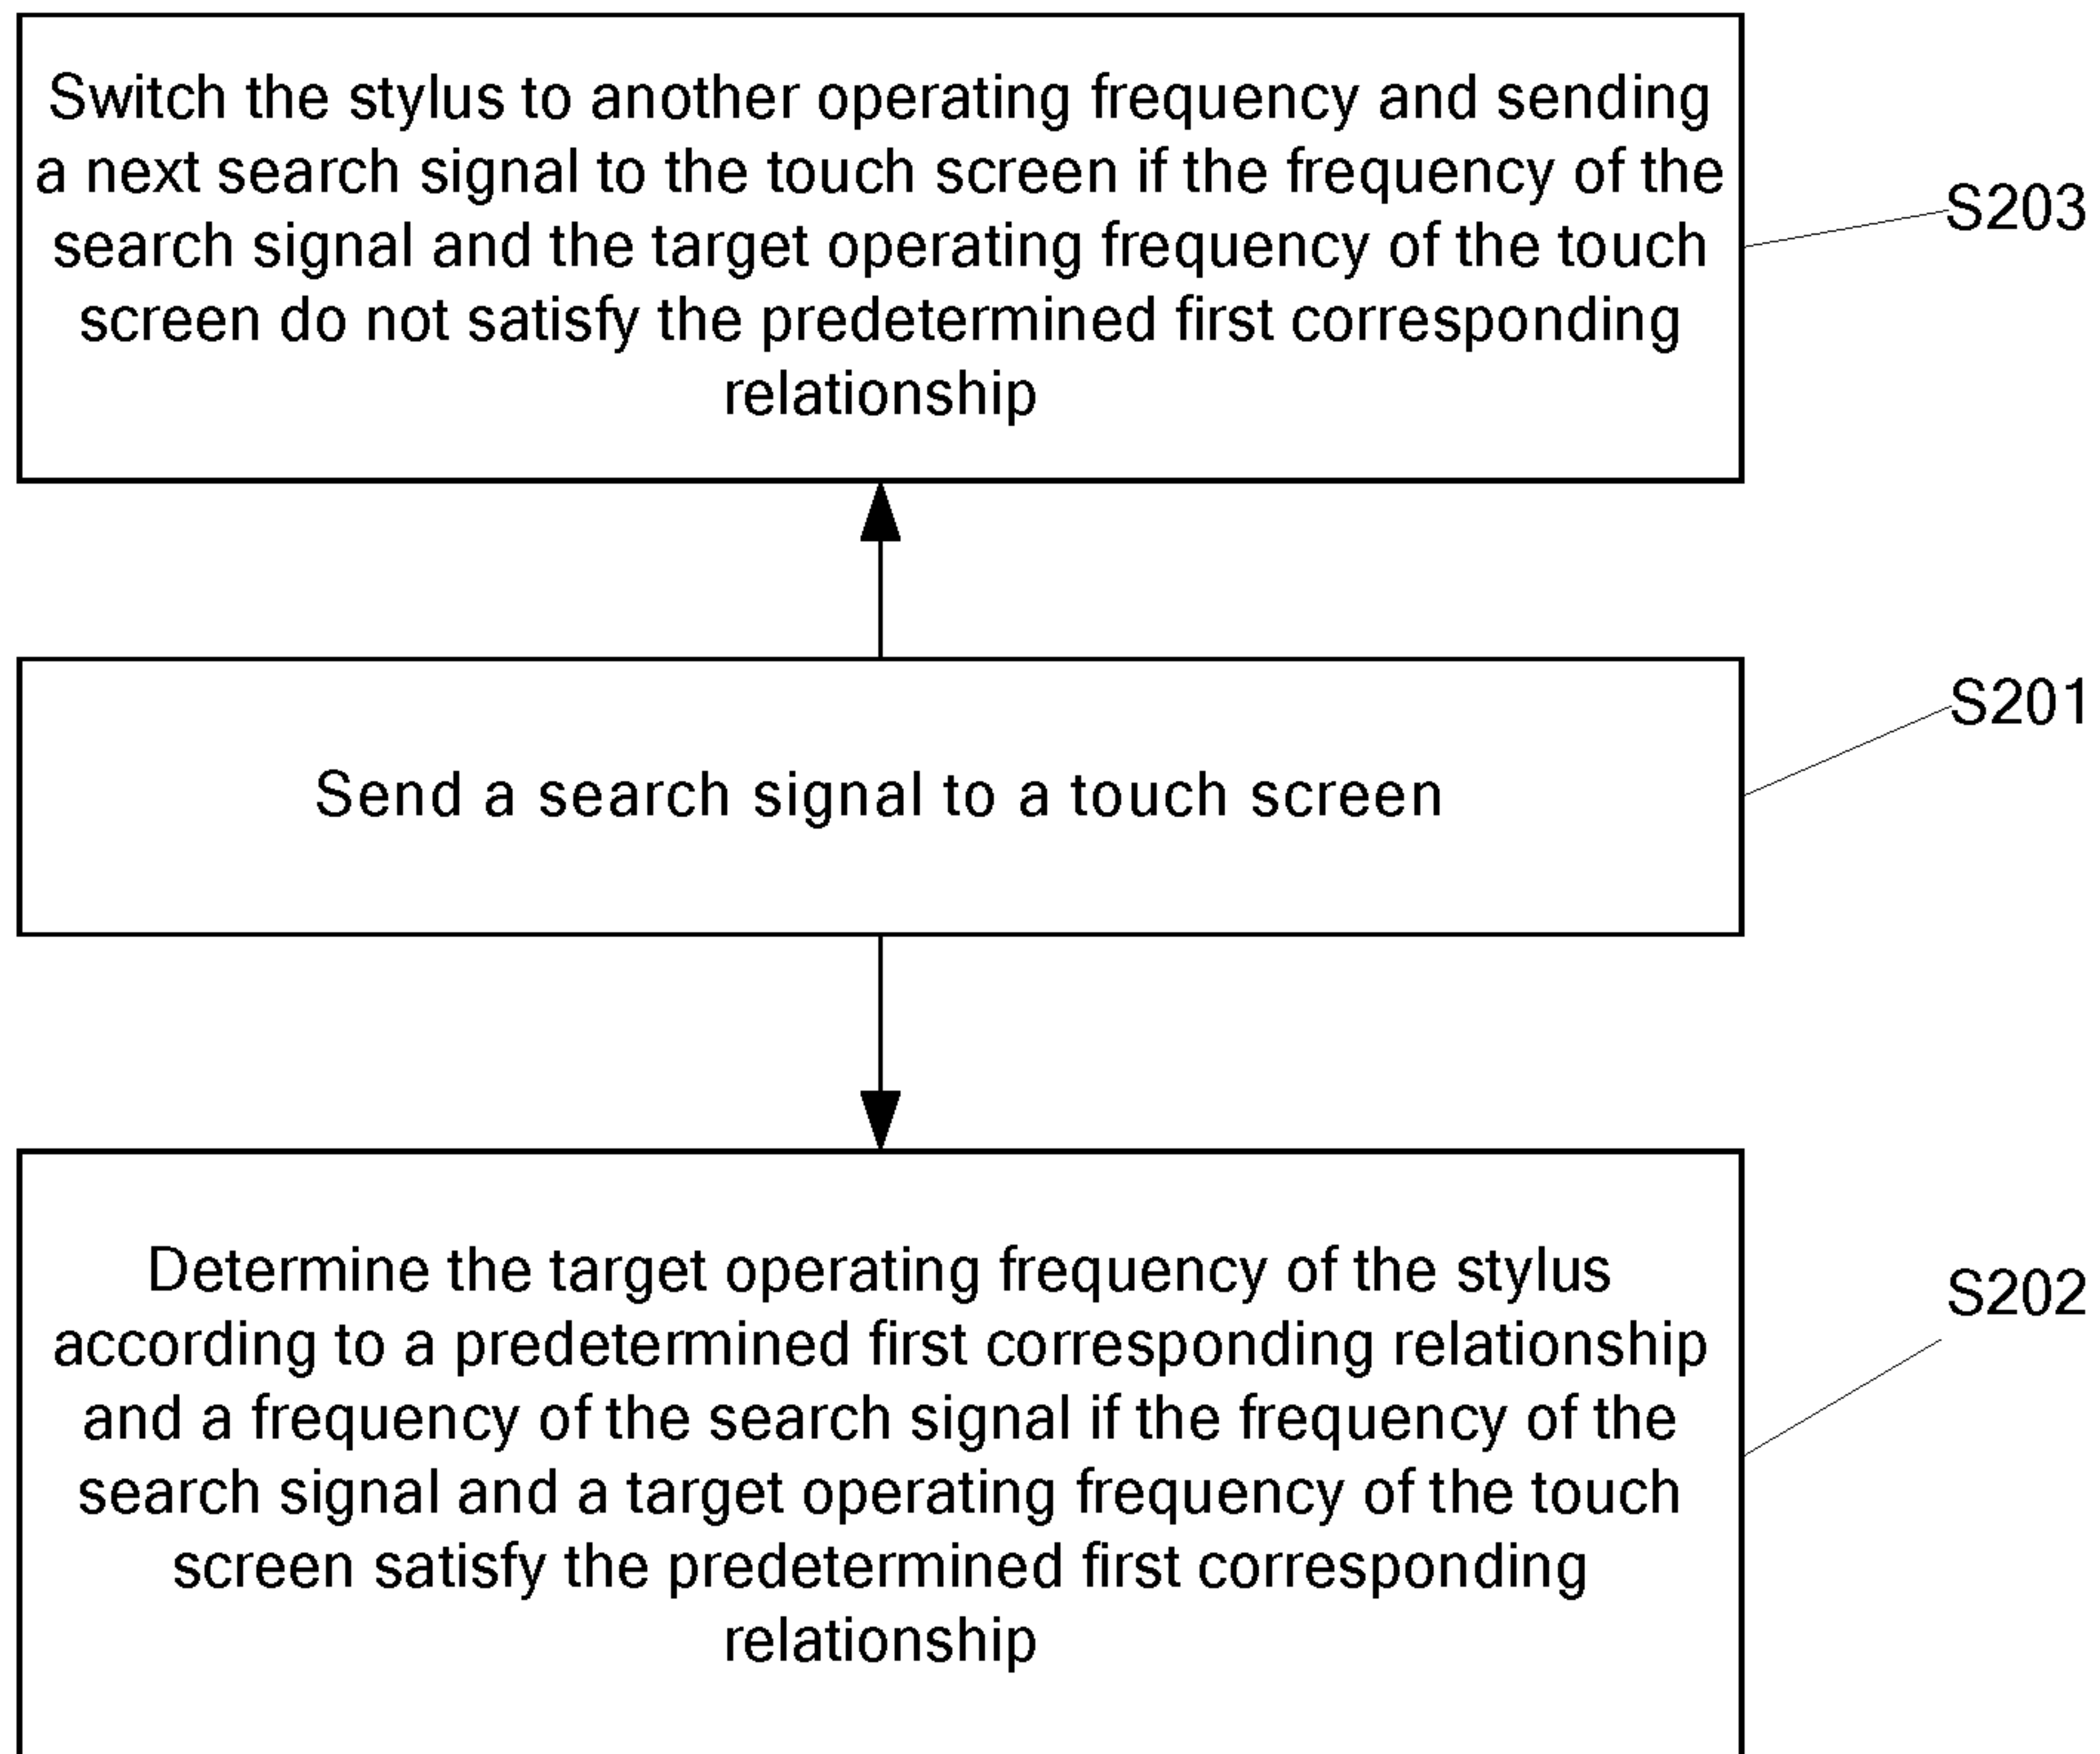 Switch the stylus to another operating frequency and sending
a next search signal to the touch screen if the frequency of the
search signal and the target operating frequency of the touch
screen do not satisfy the predetermined first corresponding
relationship
S203
S201
Send a search signal to a touch screen
Determine the target operating frequency of the stylus
according to a predetermined first corresponding relationship
and a frequency of the search signal if the frequency of the
search signal and a target operating frequency of the touch
screen satisfy the predetermined first corresponding
relationship
S202